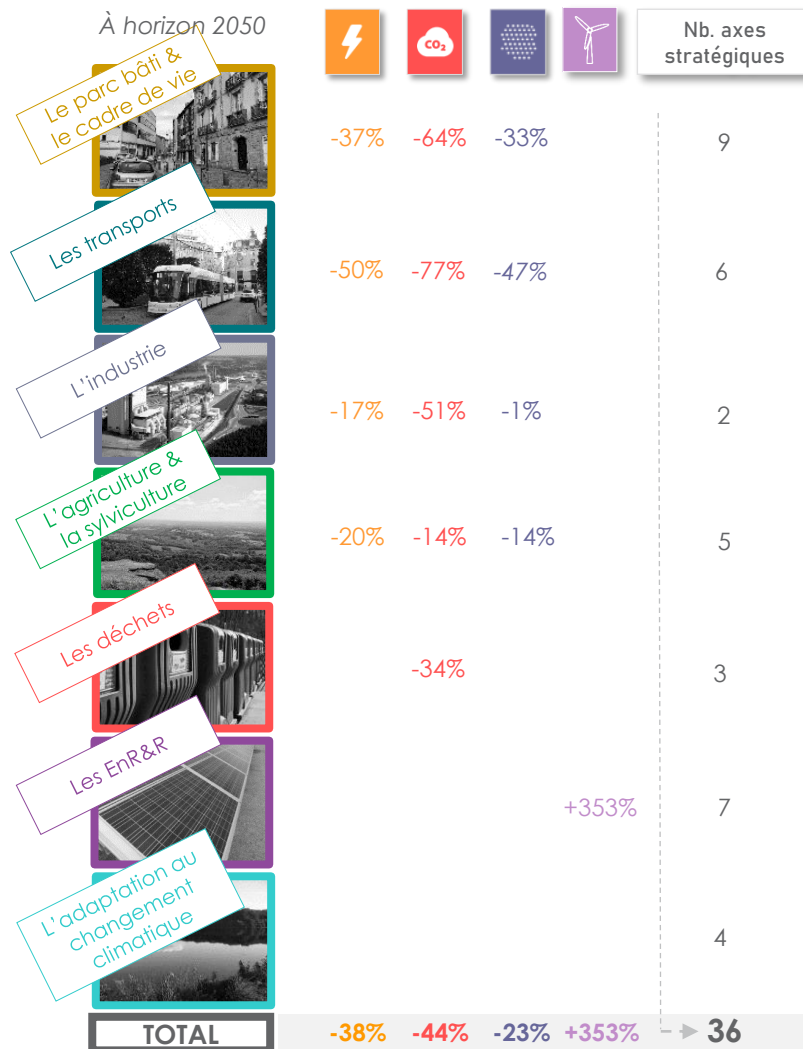 À horizon 2050
CO₂
Nb. axes
stratégiques
Le parc bâti &
le cadre de vie
-37% -64% -33% 9
Les transports
-50% -77% -47% 6
L'industrie
-17% -51% -1% 2
L'agriculture &
la sylviculture
-20% -14% -14% 5
Les déchets
-34% 3
Les EnR&R
+353% 7
L'adaptation au
changement
climatique
4
TOTAL -38% -44% -23% +353% 36